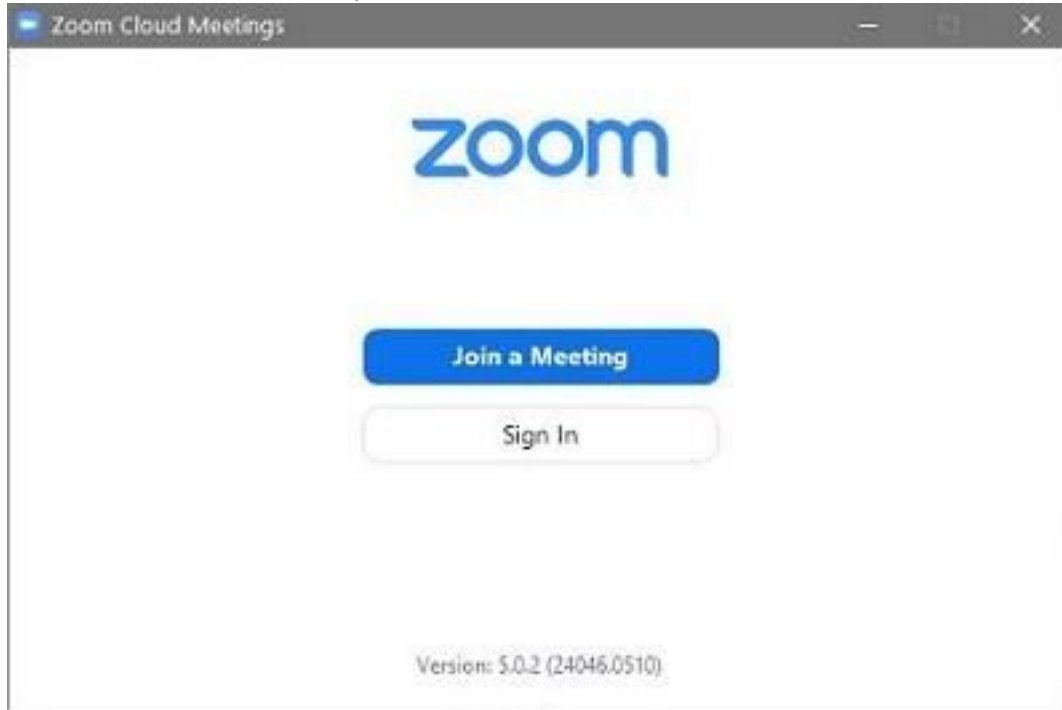 Zoom Cloud Meetings
zoom
Join a Meeting
Sign In
Version: 5.0.2 (24046.0510)